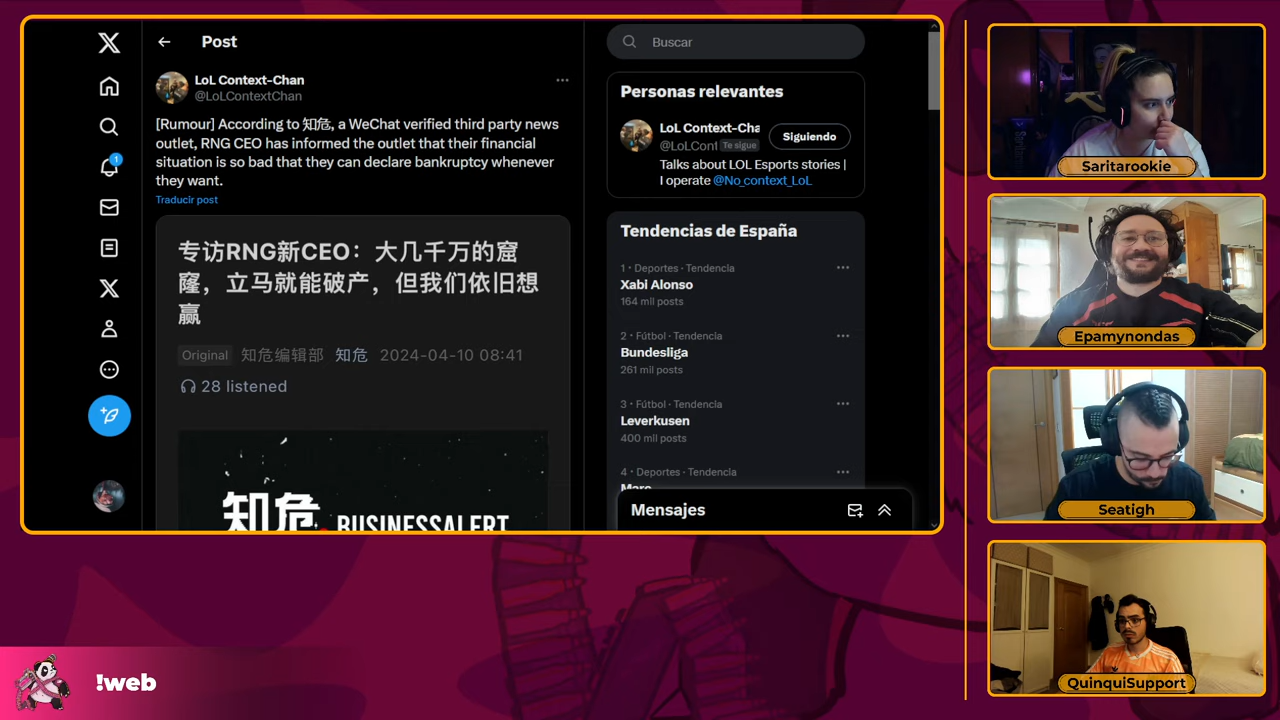 Post
LoL Context-Chan
@LoLContextChan
[Rumour] According to 知危, a WeChat verified third party news
outlet, RNG CEO has informed the outlet that their financial
situation is so bad that they can declare bankruptcy whenever
they want.
Traducir post
专访RNG新CEO：大几千万的窟
窿，立马就能破产，但我们依旧想
赢
Original 知危编辑部 知危 2024-04-10 08:41
28 listened
知危 BUSINESSALERT
1
Buscar
Personas relevantes
LoL Context-Cha
@LoLCont Te sigue
Siguiendo
Talks about LOL Esports stories |
I operate @No_context_LoL
Tendencias de España
1 · Deportes · Tendencia
Xabi Alonso
164 mil posts
2 · Fútbol · Tendencia
Bundesliga
261 mil posts
3 · Fútbol · Tendencia
Leverkusen
400 mil posts
4 · Deportes · Tendencia
Mensajes
Saritarookie
Epamynondas
Seatigh
QuinquiSupport
!web